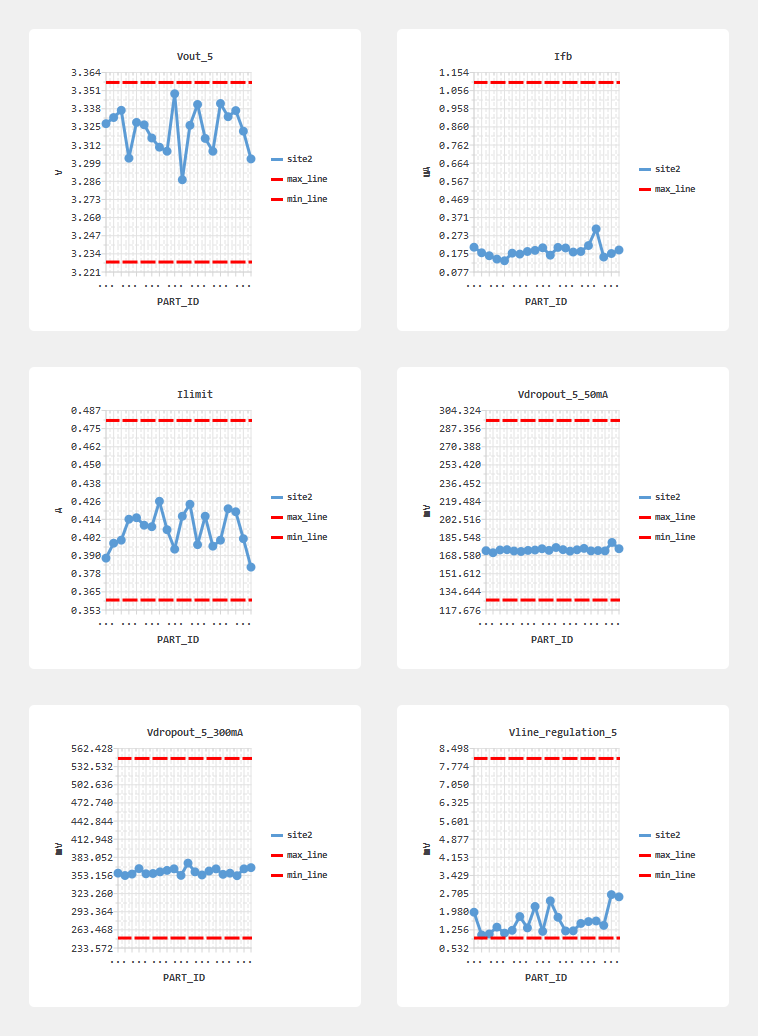 Vout_5
3.364
3.351
3.338
3.325
3.312
3.299
3.286
3.273
3.260
3.247
3.234
3.221
V
... ... ... ... ... ... ...
PART_ID
site2
max_line
min_line
Ifb
1.154
1.056
0.958
0.860
0.762
0.664
0.567
0.469
0.371
0.273
0.175
0.077
uA
... ... ... ... ... ... ...
PART_ID
site2
max_line
Ilimit
0.487
0.475
0.462
0.450
0.438
0.426
0.414
0.402
0.390
0.378
0.365
0.353
A
... ... ... ... ... ... ...
PART_ID
site2
max_line
min_line
Vdropout_5_50mA
304.324
287.356
270.388
253.420
236.452
219.484
202.516
185.548
168.580
151.612
134.644
117.676
mV
... ... ... ... ... ... ...
PART_ID
site2
max_line
min_line
Vdropout_5_300mA
562.428
532.532
502.636
472.740
442.844
412.948
383.052
353.156
323.260
293.364
263.468
233.572
mV
... ... ... ... ... ... ...
PART_ID
site2
max_line
min_line
Vline_regulation_5
8.498
7.774
7.050
6.325
5.601
4.877
4.153
3.429
2.705
1.980
1.256
0.532
mV
... ... ... ... ... ... ...
PART_ID
site2
max_line
min_line